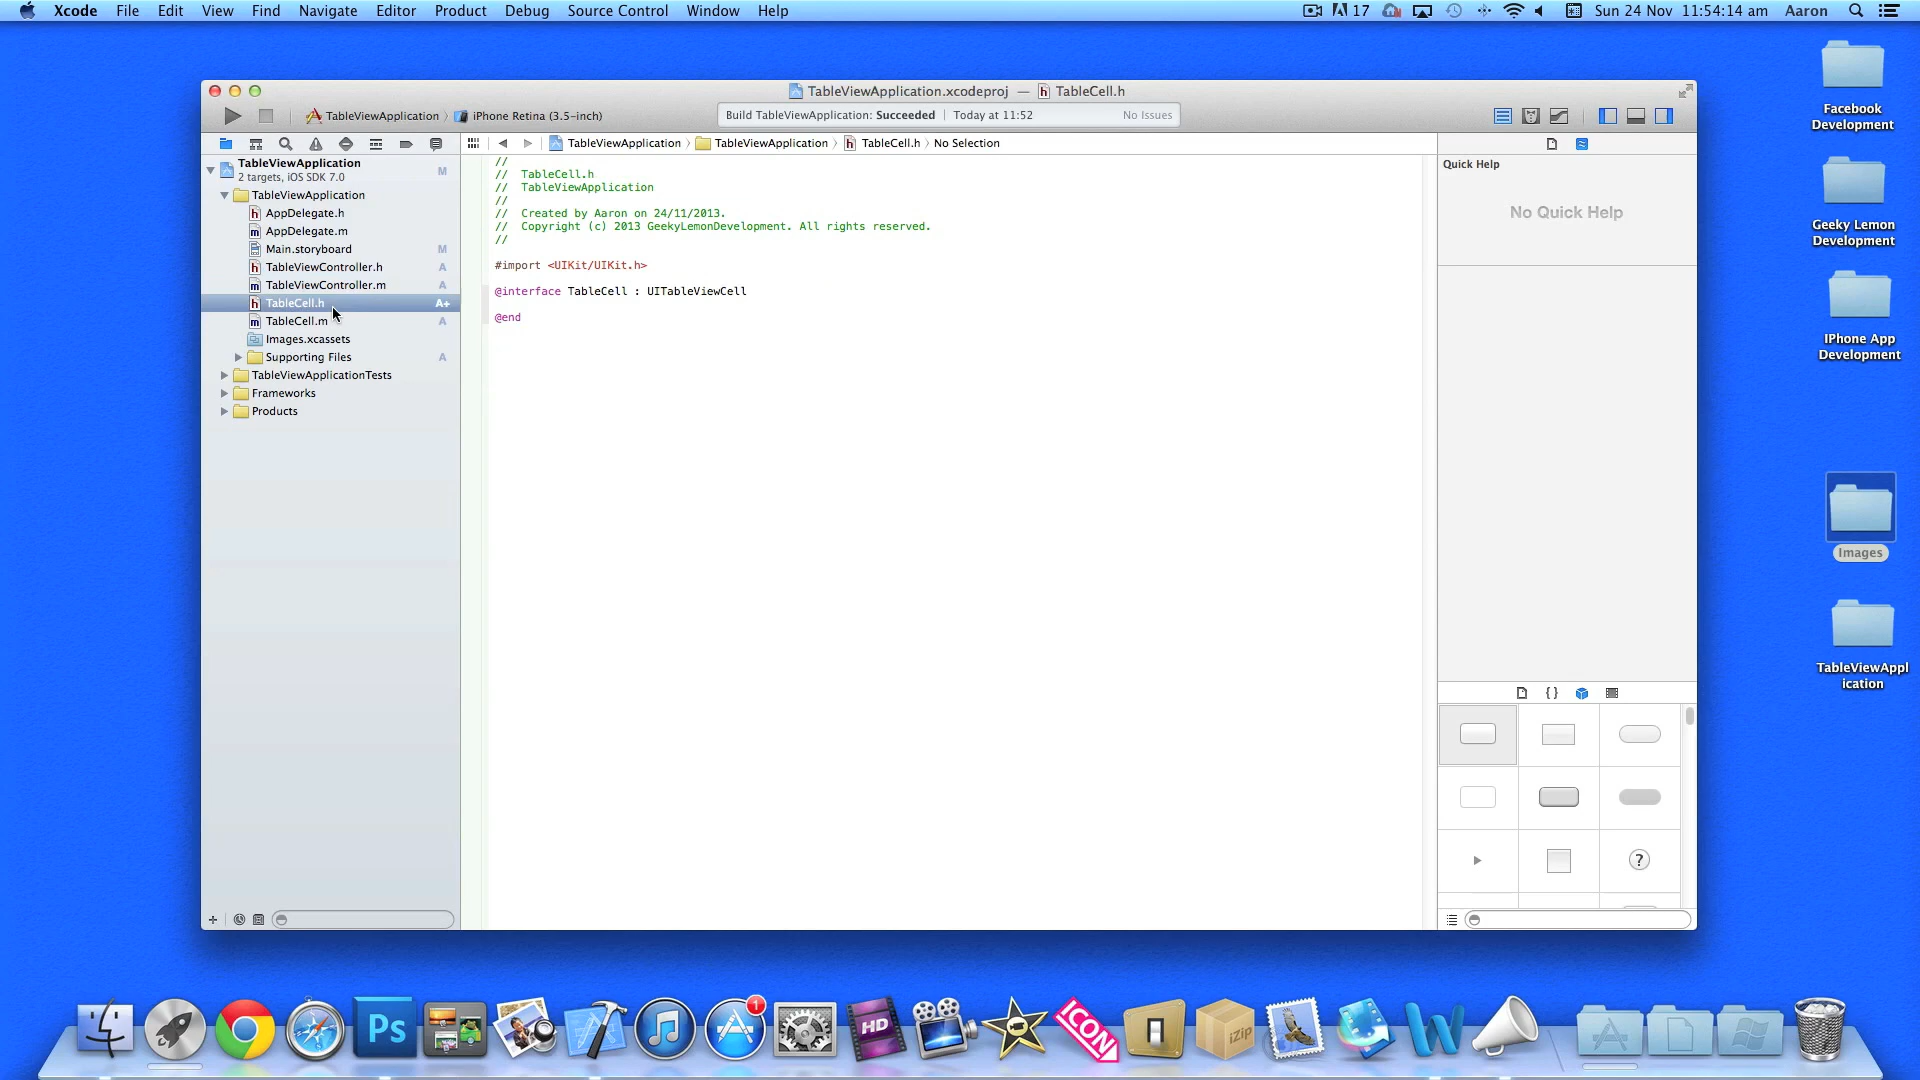 Xcode File Edit View Find Navigate Editor Product Debug Source Control Window Help 17 Sun 24 Nov 11:54:14 am Aaron
TableViewApplication.xcodeproj — TableCell.h
TableViewApplication iPhone Retina (3.5-inch)
Build TableViewApplication: Succeeded Today at 11:52 No Issues
TableViewApplication TableViewApplication TableCell.h No Selection
TableViewApplication M
2 targets, iOS SDK 7.0
TableViewApplication
AppDelegate.h
AppDelegate.m
Main.storyboard M
TableViewController.h A
TableViewController.m A
TableCell.h A+
TableCell.m A
Images.xcassets
Supporting Files A
TableViewApplicationTests
Frameworks
Products
//
// TableCell.h
// TableViewApplication
//
// Created by Aaron on 24/11/2013.
// Copyright (c) 2013 GeekyLemonDevelopment. All rights reserved.
//
#import <UIKit/UIKit.h>
@interface TableCell : UITableViewCell
@end
Quick Help
No Quick Help
{ }
?
Facebook
Development
Geeky Lemon
Development
IPhone App
Development
Images
TableViewAppl
ication
Ps
1
HD
ICON
iZip
W